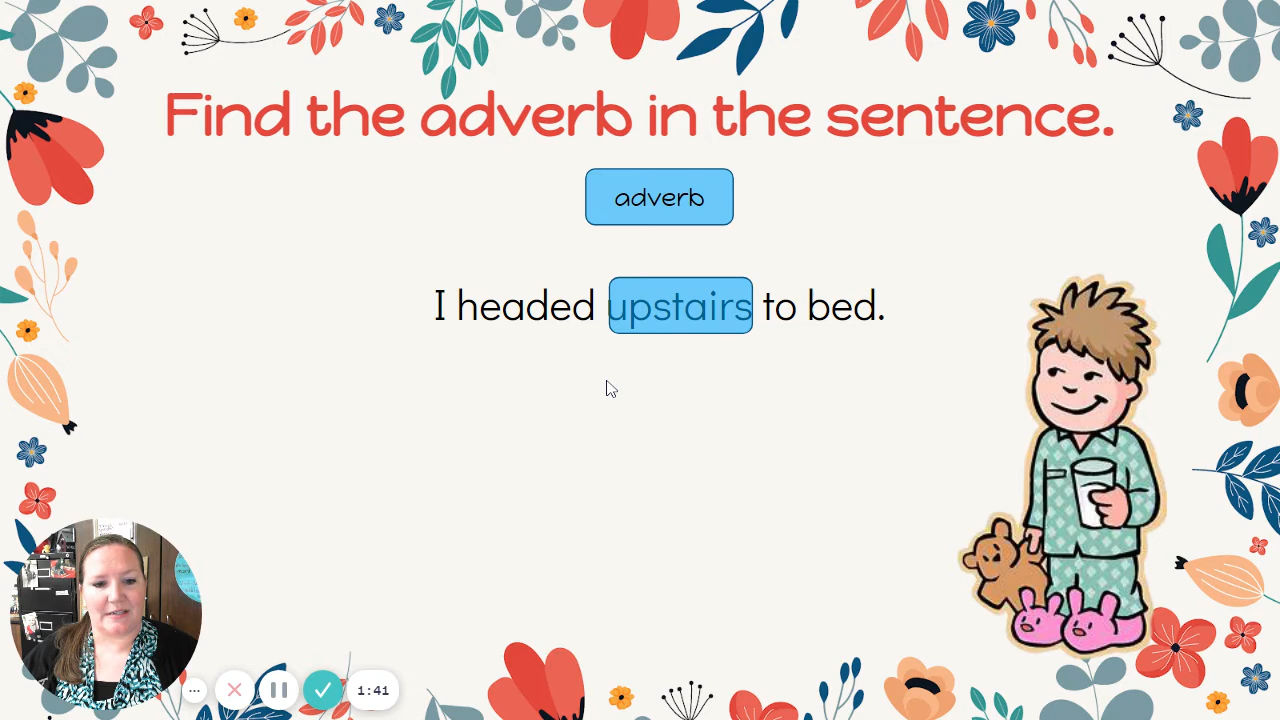 Find the adverb in the sentence.
adverb
I headed upstairs to bed.
1:41